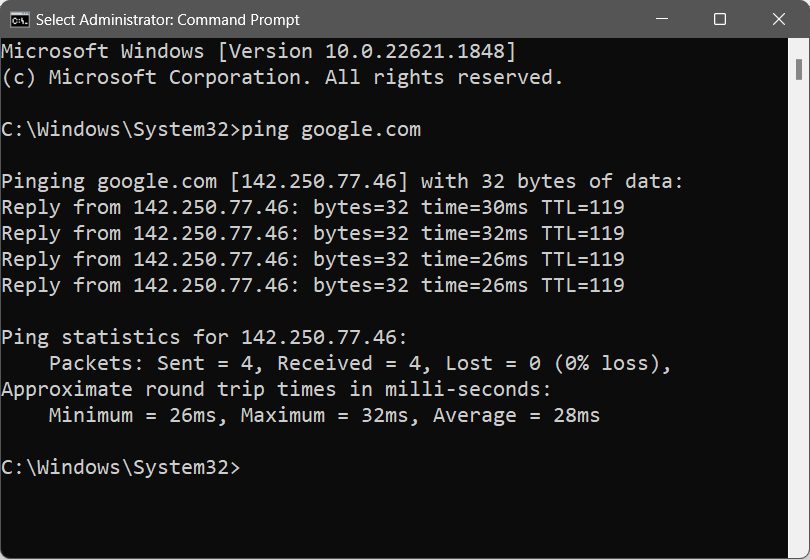 Select Administrator: Command Prompt
Microsoft Windows [Version 10.0.22621.1848]
(c) Microsoft Corporation. All rights reserved.
C:\Windows\System32>ping google.com
Pinging google.com [142.250.77.46] with 32 bytes of data:
Reply from 142.250.77.46: bytes=32 time=30ms TTL=119
Reply from 142.250.77.46: bytes=32 time=32ms TTL=119
Reply from 142.250.77.46: bytes=32 time=26ms TTL=119
Reply from 142.250.77.46: bytes=32 time=26ms TTL=119
Ping statistics for 142.250.77.46:
    Packets: Sent = 4, Received = 4, Lost = 0 (0% loss),
Approximate round trip times in milli-seconds:
    Minimum = 26ms, Maximum = 32ms, Average = 28ms
C:\Windows\System32>